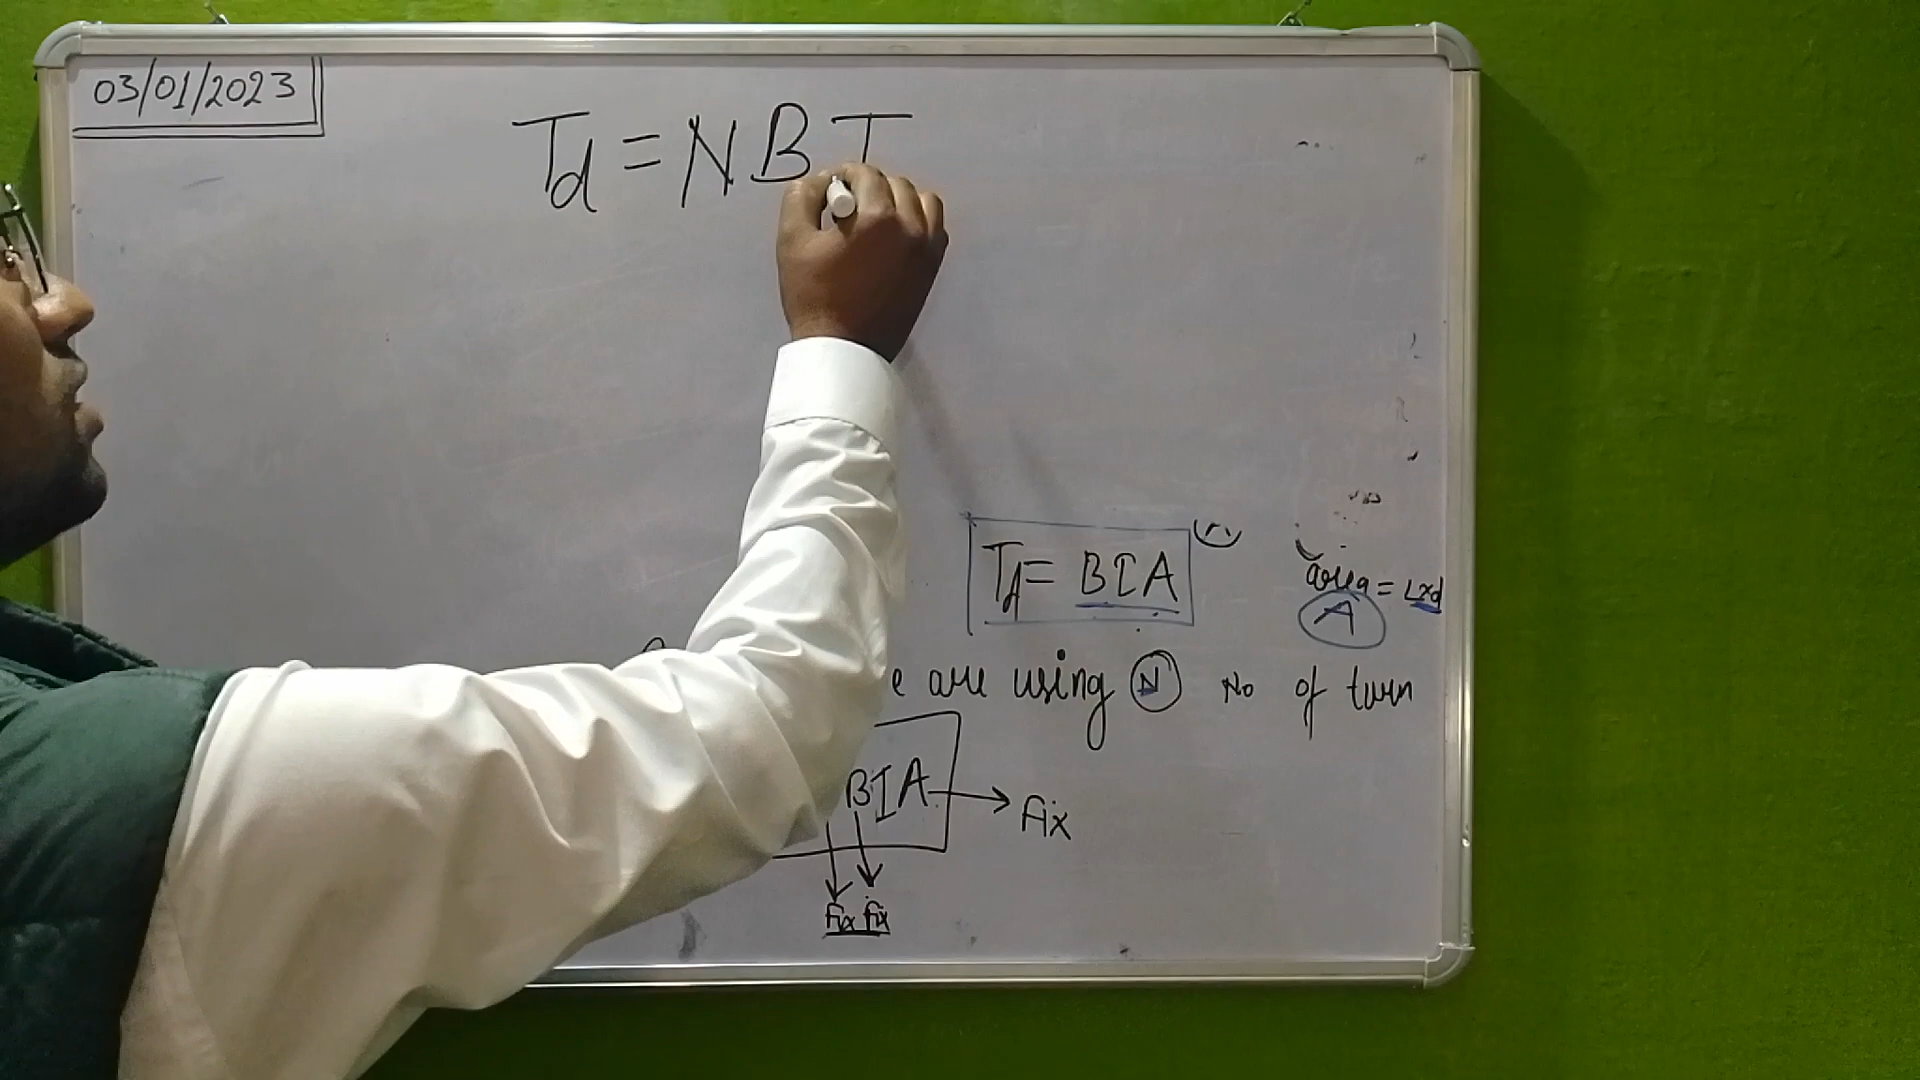 03/01/2023
Td = NBI
Td = BIA
area = L×d
A
e are using N No of turn
BIA → Fix
Fix Fix